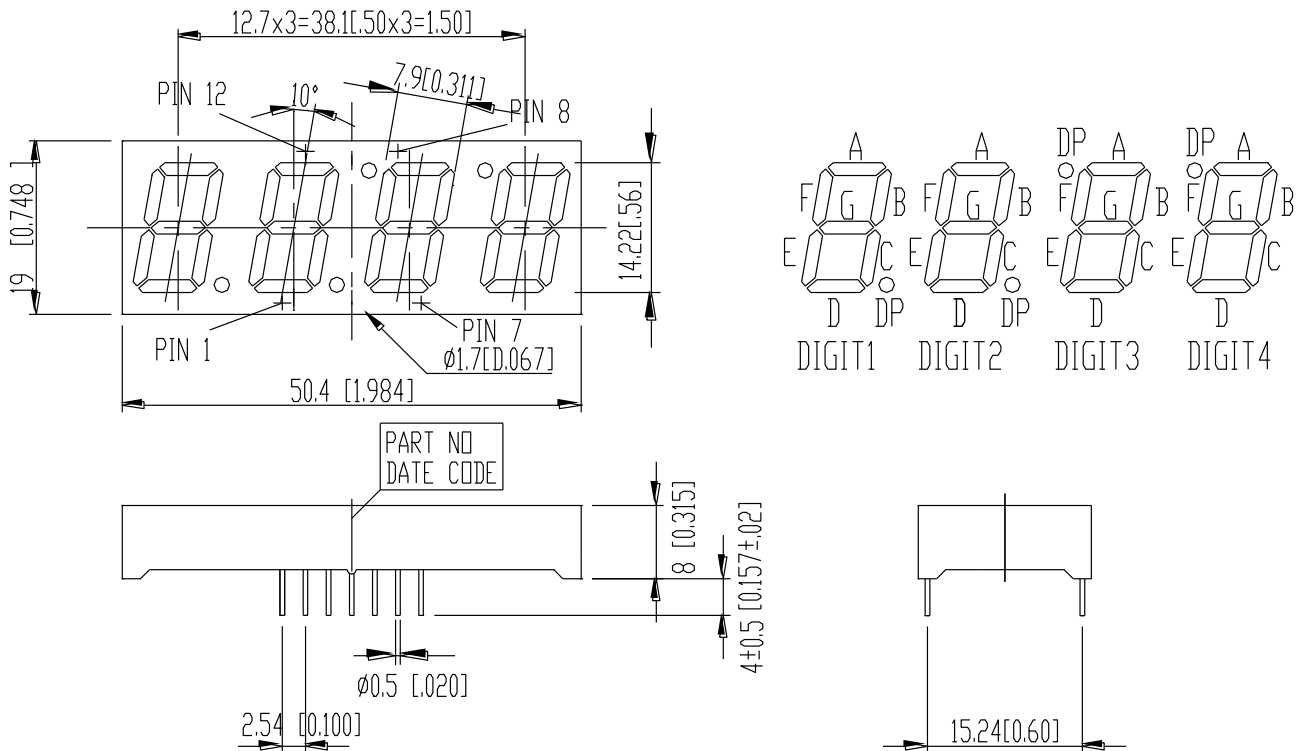 12.7x3=38.1[.50x3=1.50]
7.9[0.311]
PIN 12
10°
PIN 8
19 [0.748]
14.22[.56]
PIN 1
PIN 7
ø1.7[0.067]
50.4 [1.984]
A
F
G
B
E
C
D
DP
DIGIT1
A
F
G
B
E
C
D
DP
DIGIT2
DP
A
F
G
B
E
C
D
DIGIT3
DP
A
F
G
B
E
C
D
DIGIT4
PART NO
DATE CODE
8 [0.315]
4±0.5 [0.157±.02]
ø0.5 [.020]
2.54 [0.100]
15.24[0.60]